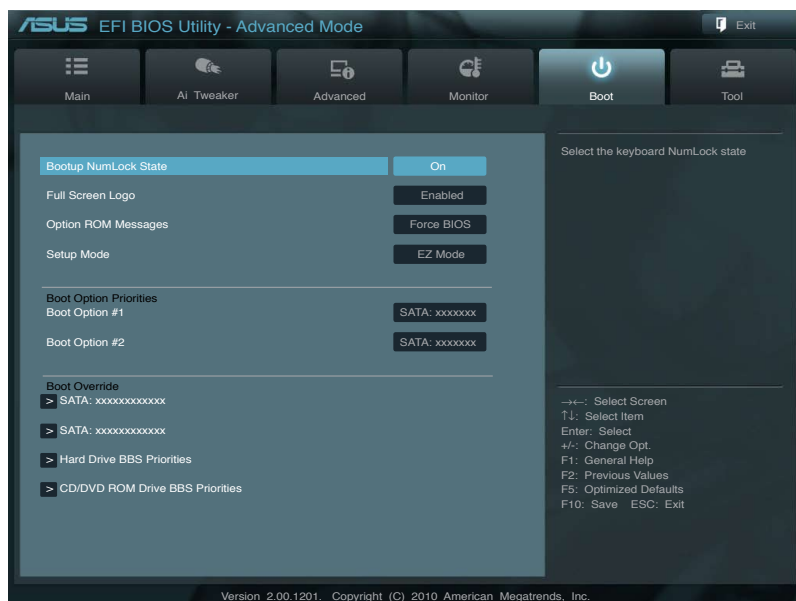 ASUS EFI BIOS Utility - Advanced Mode
Exit
Main
Ai Tweaker
Advanced
Monitor
Boot
Tool
Bootup NumLock State On
Full Screen Logo Enabled
Option ROM Messages Force BIOS
Setup Mode EZ Mode
Boot Option Priorities
Boot Option #1 SATA: xxxxxxx
Boot Option #2 SATA: xxxxxxx
Boot Override
> SATA: xxxxxxxxxxxx
> SATA: xxxxxxxxxxxx
> Hard Drive BBS Priorities
> CD/DVD ROM Drive BBS Priorities
Select the keyboard NumLock state
→←: Select Screen
↑↓: Select Item
Enter: Select
+/-: Change Opt.
F1: General Help
F2: Previous Values
F5: Optimized Defaults
F10: Save ESC: Exit
Version 2.00.1201. Copyright (C) 2010 American Megatrends, Inc.